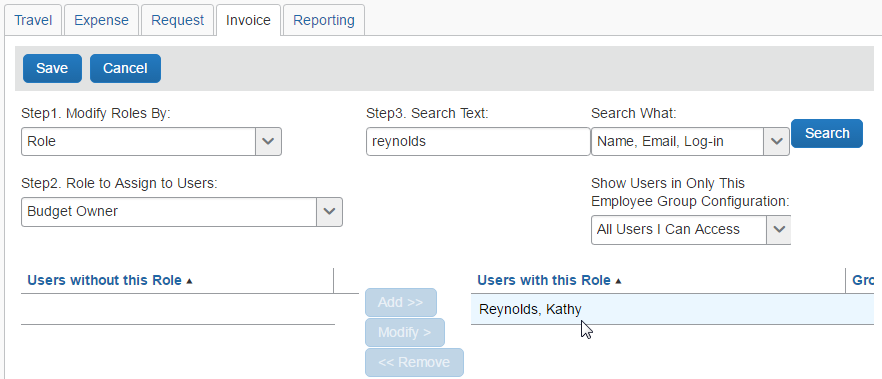 Travel Expense Request Invoice Reporting
Save Cancel
Step1. Modify Roles By: Step3. Search Text: Search What:
Role reynolds Name, Email, Log-in Search
Step2. Role to Assign to Users: Show Users in Only This
Employee Group Configuration:
Budget Owner All Users I Can Access
Users without this Role Users with this Role Gro
Add >>
Reynolds, Kathy
Modify >
<< Remove